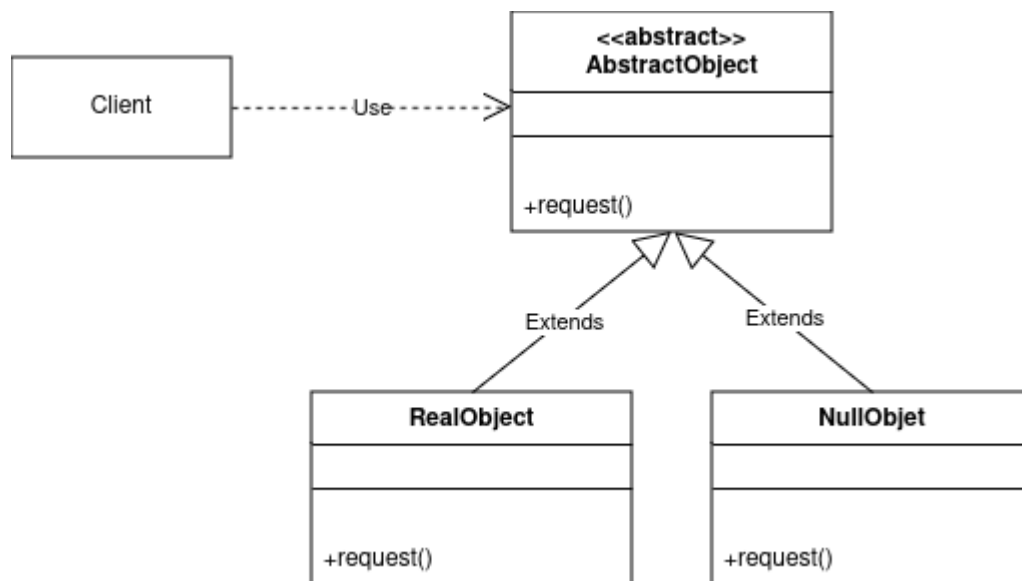 <<abstract>>
AbstractObject
Client
Use
+request()
Extends
Extends
RealObject
NullObjet
+request()
+request()